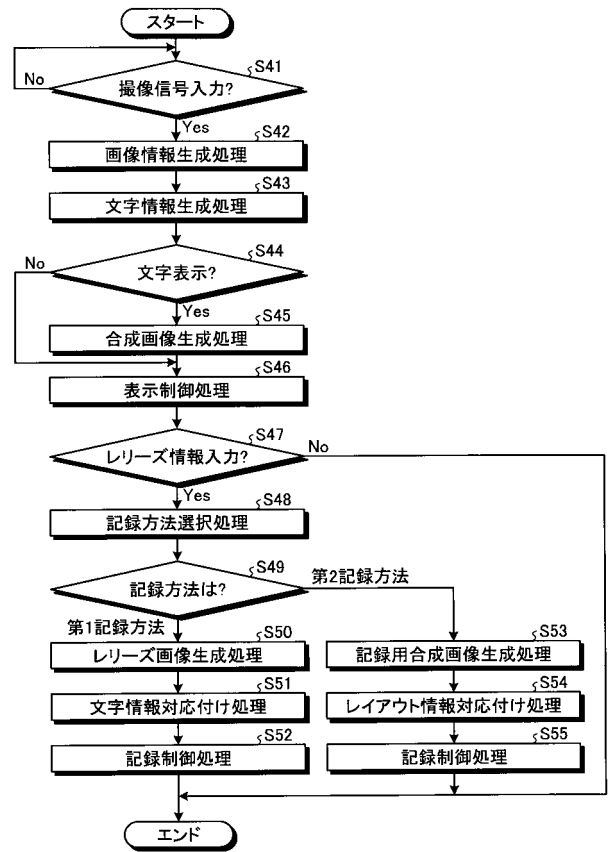 スタート
S41
撮像信号入力?
No
Yes
S42
画像情報生成処理
S43
文字情報生成処理
S44
No
文字表示?
Yes
S45
合成画像生成処理
S46
表示制御処理
S47
レリーズ情報入力?
No
Yes
S48
記録方法選択処理
S49
記録方法は?
第2記録方法
第1記録方法
S50
レリーズ画像生成処理
S51
文字情報対応付け処理
S52
記録制御処理
S53
記録用合成画像生成処理
S54
レイアウト情報対応付け処理
S55
記録制御処理
エンド